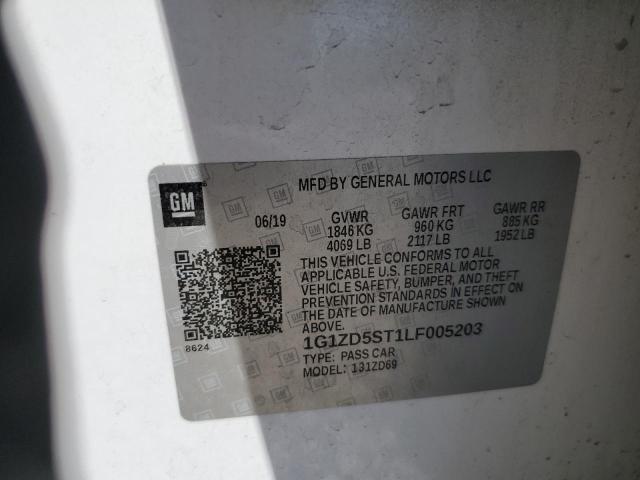 GM
MFD BY GENERAL MOTORS LLC
06/19 GVWR GAWR FRT GAWR RR
1846 KG 960 KG 885 KG
4069 LB 2117 LB 1952 LB
THIS VEHICLE CONFORMS TO ALL
APPLICABLE U.S. FEDERAL MOTOR
VEHICLE SAFETY, BUMPER, AND THEFT
PREVENTION STANDARDS IN EFFECT ON
THE DATE OF MANUFACTURE SHOWN
ABOVE.
8624
1G1ZD5ST1LF005203
TYPE: PASS CAR
MODEL: 131ZD69